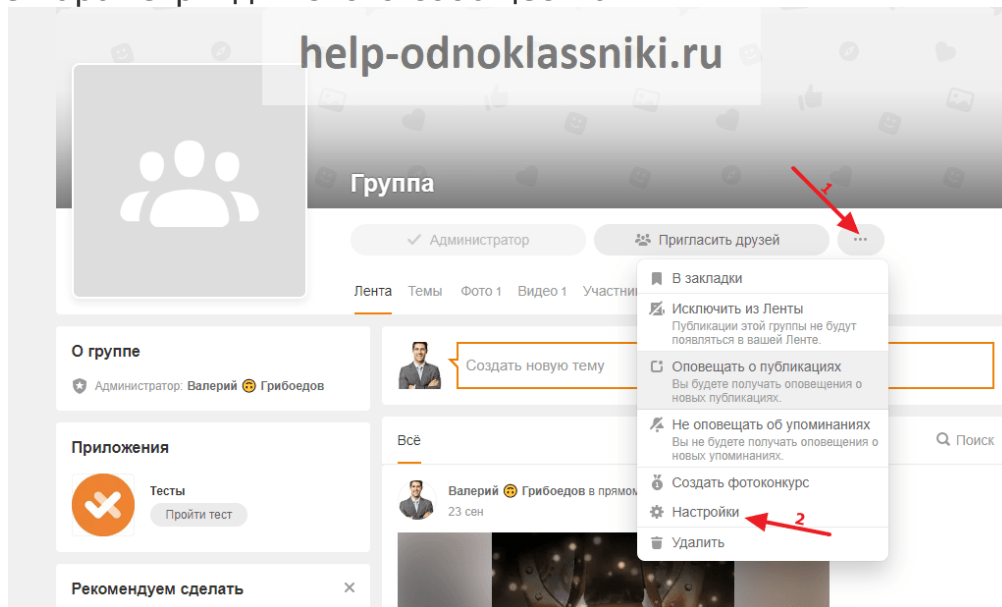 help-odnoklassniki.ru
Группа
1
Администратор
Пригласить друзей
...
Лента Темы Фото 1 Видео 1 Участни
В закладки
Исключить из Ленты
Публикации этой группы не будут
появляться в вашей Ленте.
Оповещать о публикациях
Вы будете получать оповещения о
новых публикациях.
Не оповещать об упоминаниях
Вы не будете получать оповещения о
новых упоминаниях.
Создать фотоконкурс
Настройки
2
Удалить
О группе
Администратор: Валерий 🙃 Грибоедов
Создать новую тему
Приложения
Тесты
Пройти тест
Всё
Поиск
Валерий 🙃 Грибоедов в прямом
23 сен
Рекомендуем сделать